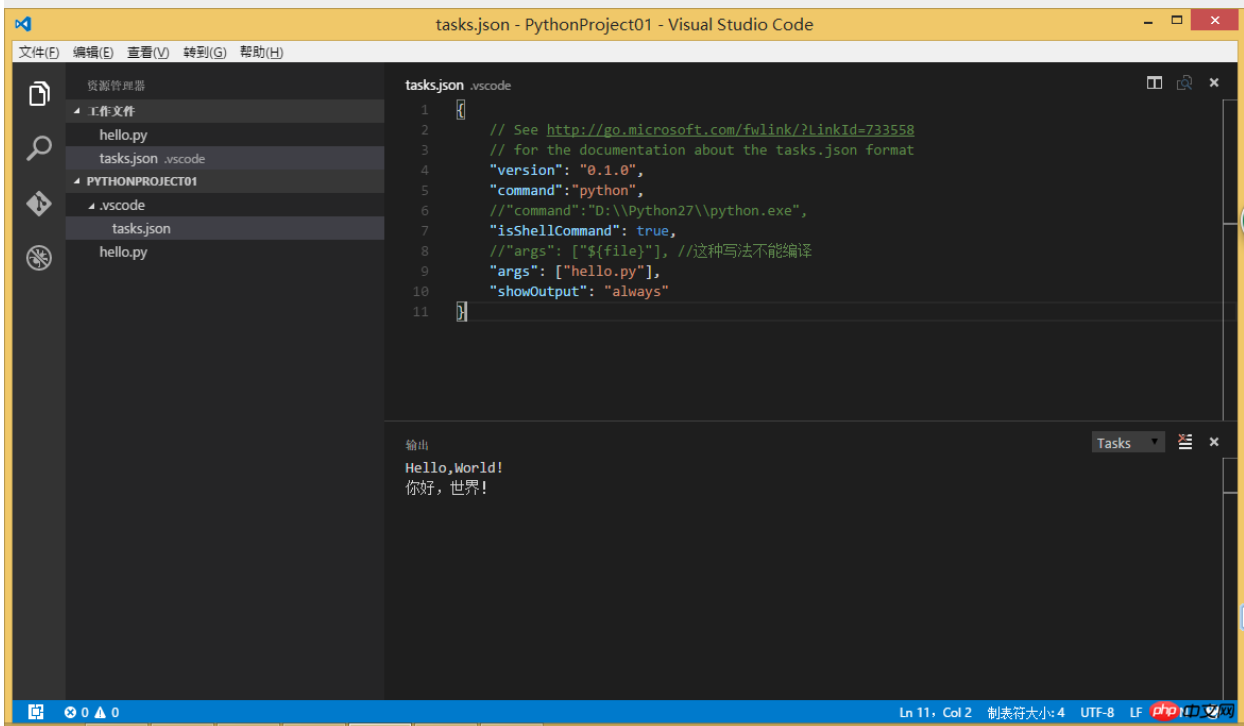 tasks.json - PythonProject01 - Visual Studio Code
文件(F) 编辑(E) 查看(V) 转到(G) 帮助(H)
资源管理器
工作文件
hello.py
tasks.json .vscode
PYTHONPROJECT01
.vscode
tasks.json
hello.py
tasks.json .vscode
1 {
2 // See http://go.microsoft.com/fwlink/?LinkId=733558
3 // for the documentation about the tasks.json format
4 "version": "0.1.0",
5 "command":"python",
6 //"command":"D:\\Python27\\python.exe",
7 "isShellCommand": true,
8 //"args": ["${file}"], //这种写法不能编译
9 "args": ["hello.py"],
10 "showOutput": "always"
11 }
输出
Tasks
Hello,World!
你好，世界!
0 0
Ln 11，Col 2 制表符大小: 4 UTF-8 LF
php 中文网